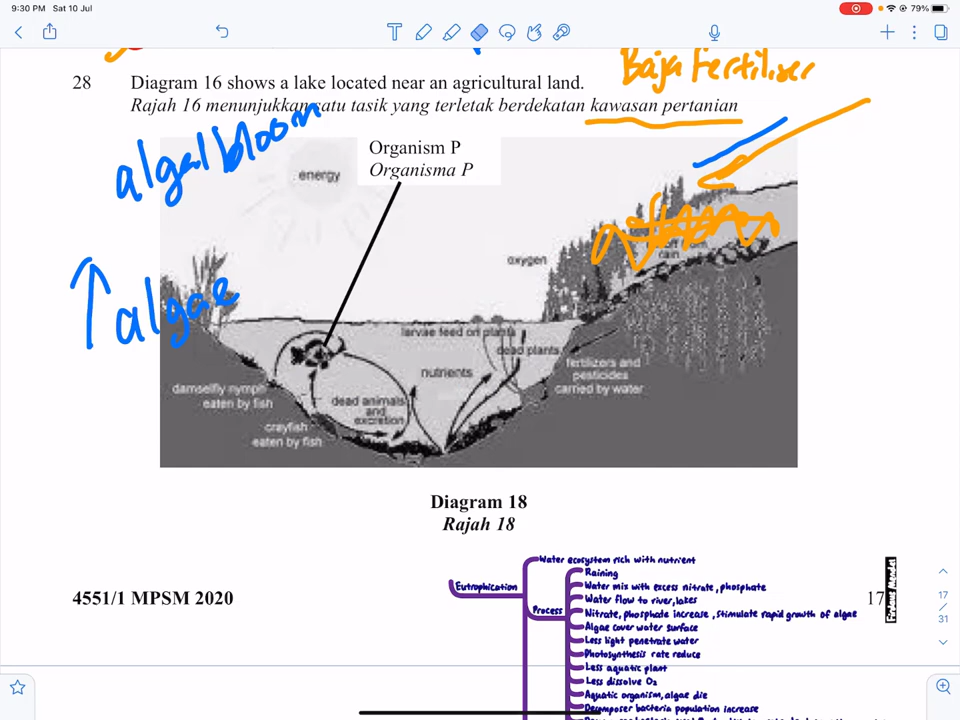 9:30 PM Sat 10 Jul
79%
Baja Fertiliser
28 Diagram 16 shows a lake located near an agricultural land.
Rajah 16 menunjukkan satu tasik yang terletak berdekatan kawasan pertanian
algal bloom
Organism P
Organisma P
energy
oxygen
rain
↑ algae
larvae feed on plants
dead plants
fertilizers and
pesticides
carried by water
nutrients
damselfly nymph
eaten by fish
dead animals
and
excretion
crayfish
eaten by fish
Diagram 18
Rajah 18
Water ecosystem rich with nutrient
Eutrophication
Process
Raining
Water mix with excess nitrate, phosphate
Water flow to river, lakes
Nitrate, phosphate increase, stimulate rapid growth of algae
Algae cover water surface
Less light penetrate water
Photosynthesis rate reduce
Less aquatic plant
Less dissolve O2
Aquatic organism, algae die
Decomposer bacteria population increase
4551/1 MPSM 2020
17
Firdaus Mendel
17
/
31